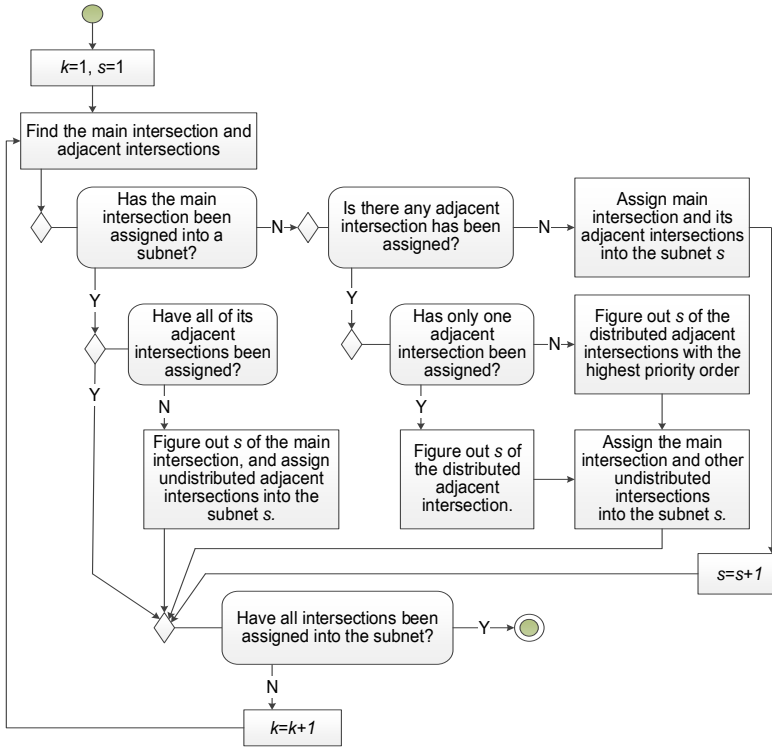 k=1, s=1
Find the main intersection and
adjacent intersections
Has the main
intersection been
assigned into a
subnet?
N
Is there any adjacent
intersection has been
assigned?
N
Assign main
intersection and its
adjacent intersections
into the subnet s
Y
Y
Have all of its
adjacent
intersections been
assigned?
Has only one
adjacent
intersection been
assigned?
N
Figure out s of the
distributed adjacent
intersections with the
highest priority order
Y
N
Y
Figure out s of the main
intersection, and assign
undistributed adjacent
intersections into the
subnet s.
Figure out s of
the distributed
adjacent
intersection.
Assign the main
intersection and other
undistributed
intersections
into the subnet s.
s=s+1
Have all intersections been
assigned into the subnet?
Y
N
k=k+1